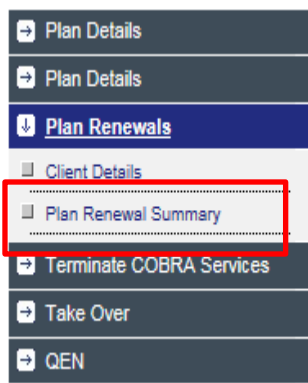 Plan Details
Plan Details
Plan Renewals
Client Details
Plan Renewal Summary
Terminate COBRA Services
Take Over
QEN